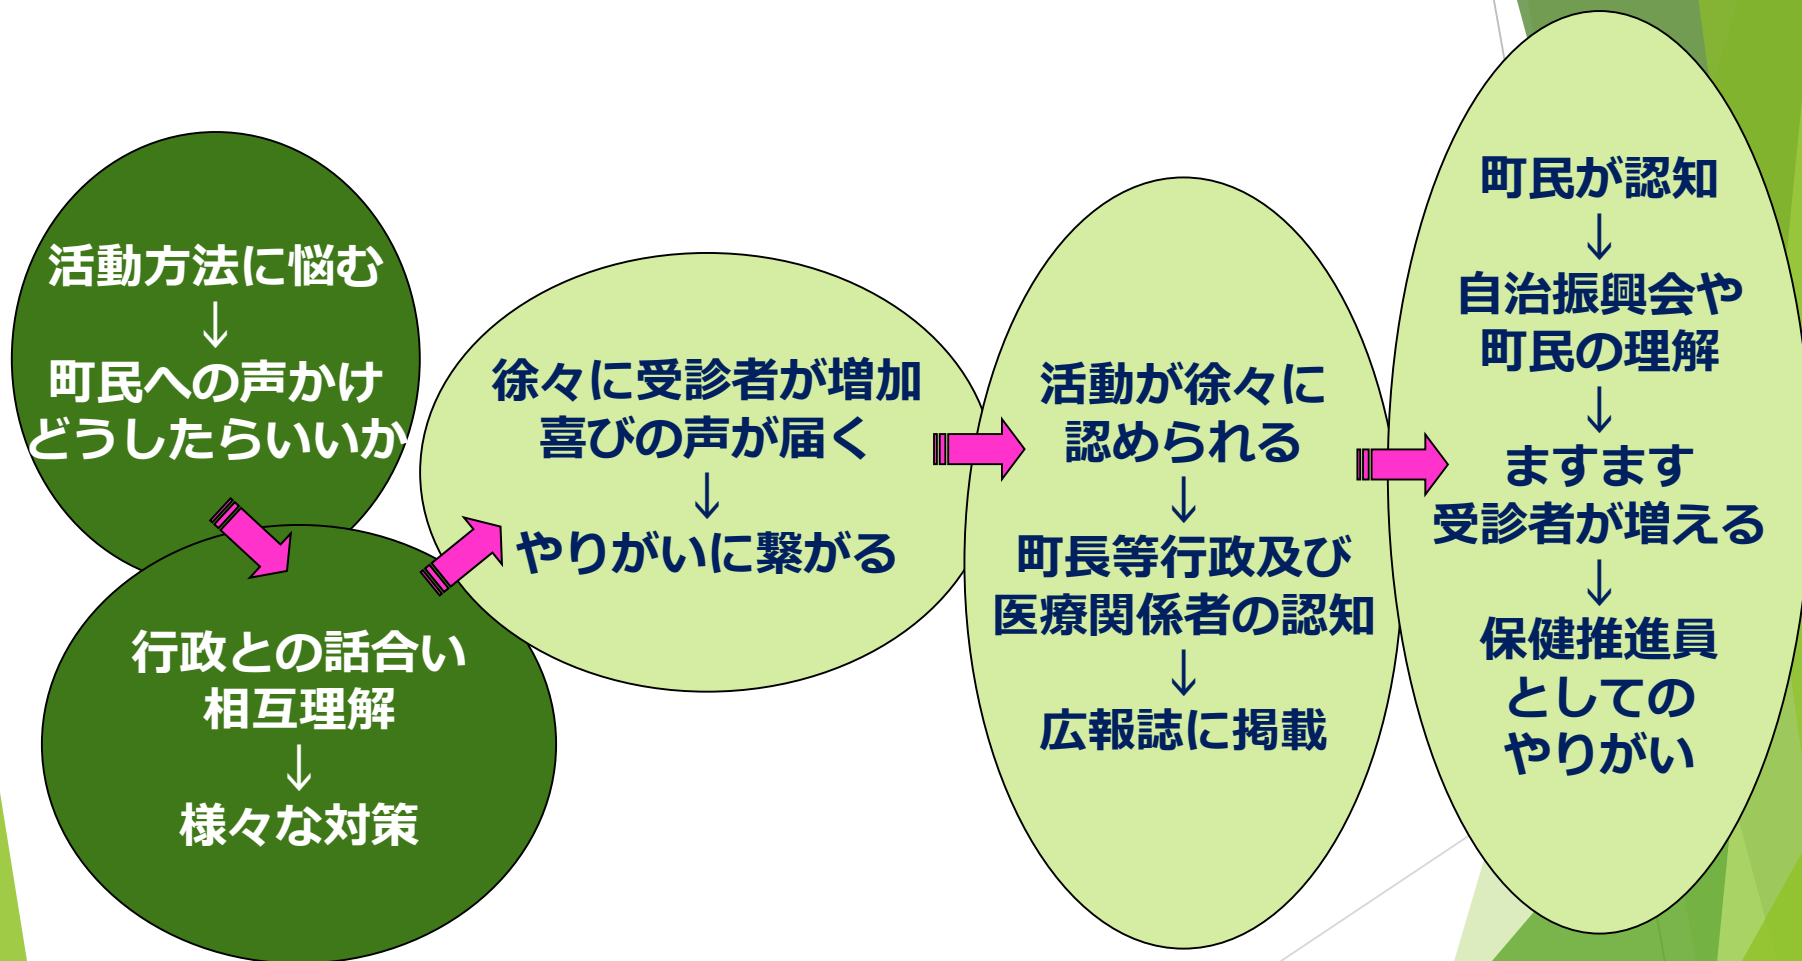 活動方法に悩む
↓
町民への声かけ
どうしたらいいか
行政との話合い
相互理解
↓
様々な対策
徐々に受診者が増加
喜びの声が届く
↓
やりがいに繋がる
活動が徐々に
認められる
↓
町長等行政及び
医療関係者の認知
↓
広報誌に掲載
町民が認知
↓
自治振興会や
町民の理解
↓
ますます
受診者が増える
↓
保健推進員
としての
やりがい